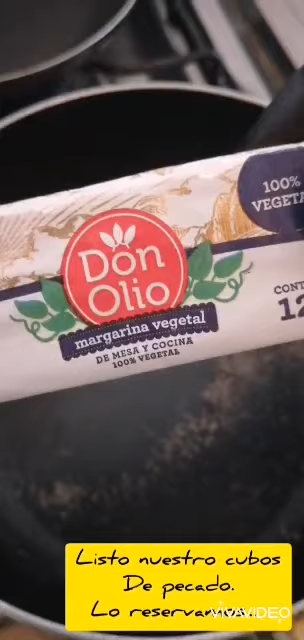 100%
VEGETA
Don
Olio
margarina vegetal
DE MESA Y COCINA
100% VEGETAL
CONT
12
Listo nuestro cubos
De pecado.
Lo reservamos.
VIVAVIDEO